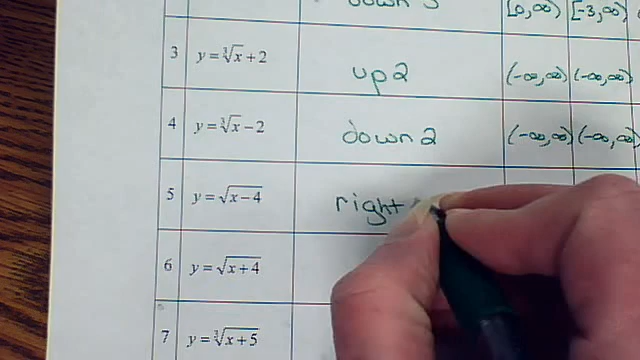 down 3 [0, ∞) [-3, ∞)
3 y = ∛x + 2 up 2 (-∞, ∞) (-∞, ∞)
4 y = ∛x - 2 down 2 (-∞, ∞) (-∞, ∞)
5 y = √(x - 4) right
6 y = √(x + 4)
7 y = ∛(x + 5)